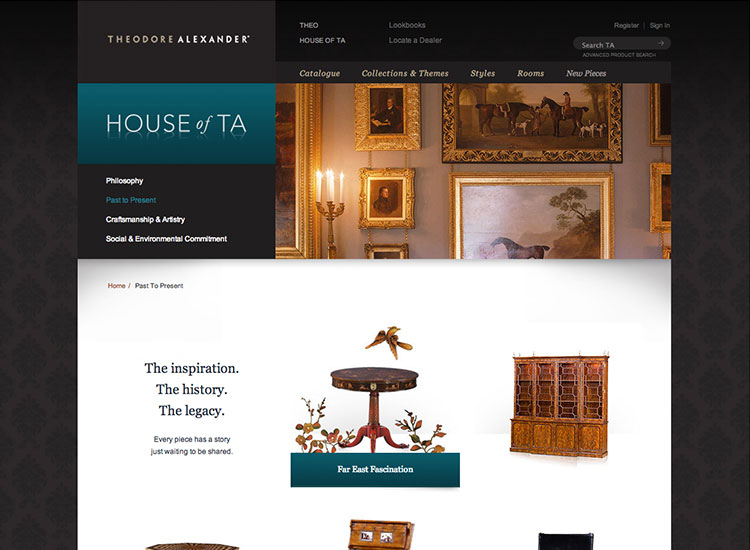 THEODORE ALEXANDER®
THEO
HOUSE OF TA
Lookbooks
Locate a Dealer
Register | Sign In
Search TA
ADVANCED PRODUCT SEARCH
Catalogue Collections & Themes Styles Rooms New Pieces
HOUSE of TA
Philosophy
Past to Present
Craftsmanship & Artistry
Social & Environmental Commitment
Home / Past To Present
The inspiration.
The history.
The legacy.
Every piece has a story
just waiting to be shared.
Far East Fascination